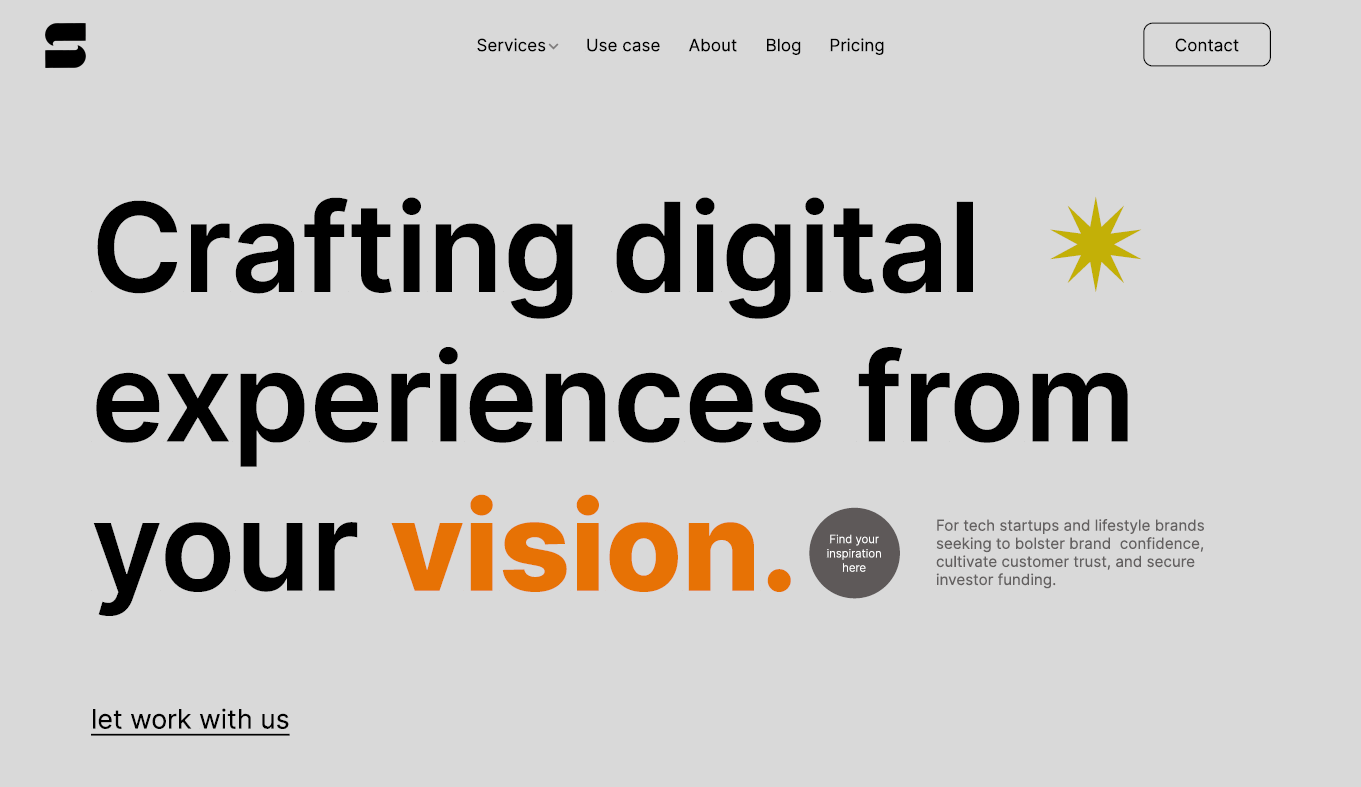 Services
Use case
About
Blog
Pricing
Contact
Crafting digital
experiences from
your vision.
Find your
inspiration
here
For tech startups and lifestyle brands
seeking to bolster brand  confidence,
cultivate customer trust, and secure
investor funding.
let work with us